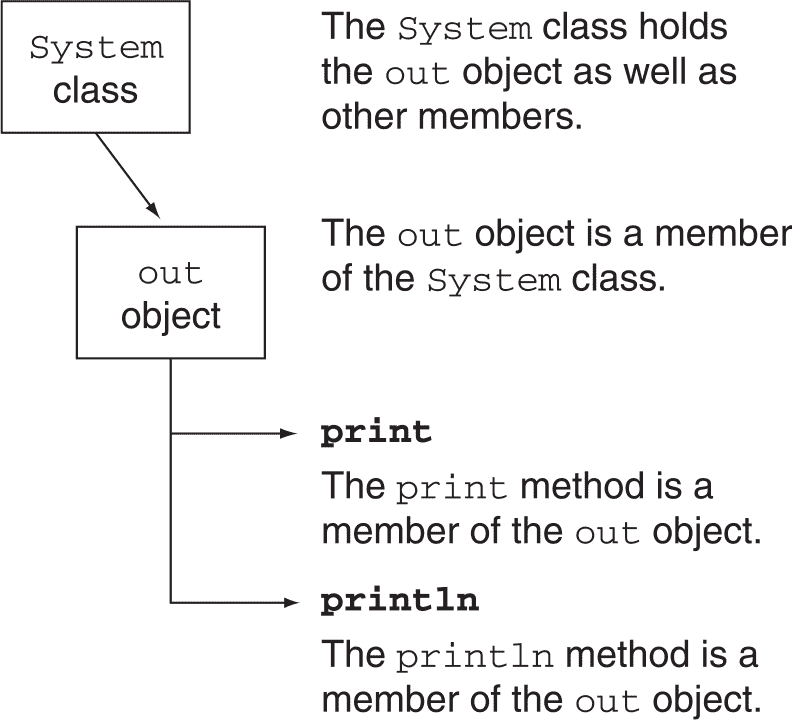 System
class
The System class holds
the out object as well as
other members.
out
object
The out object is a member
of the System class.
print
The print method is a
member of the out object.
println
The println method is a
member of the out object.